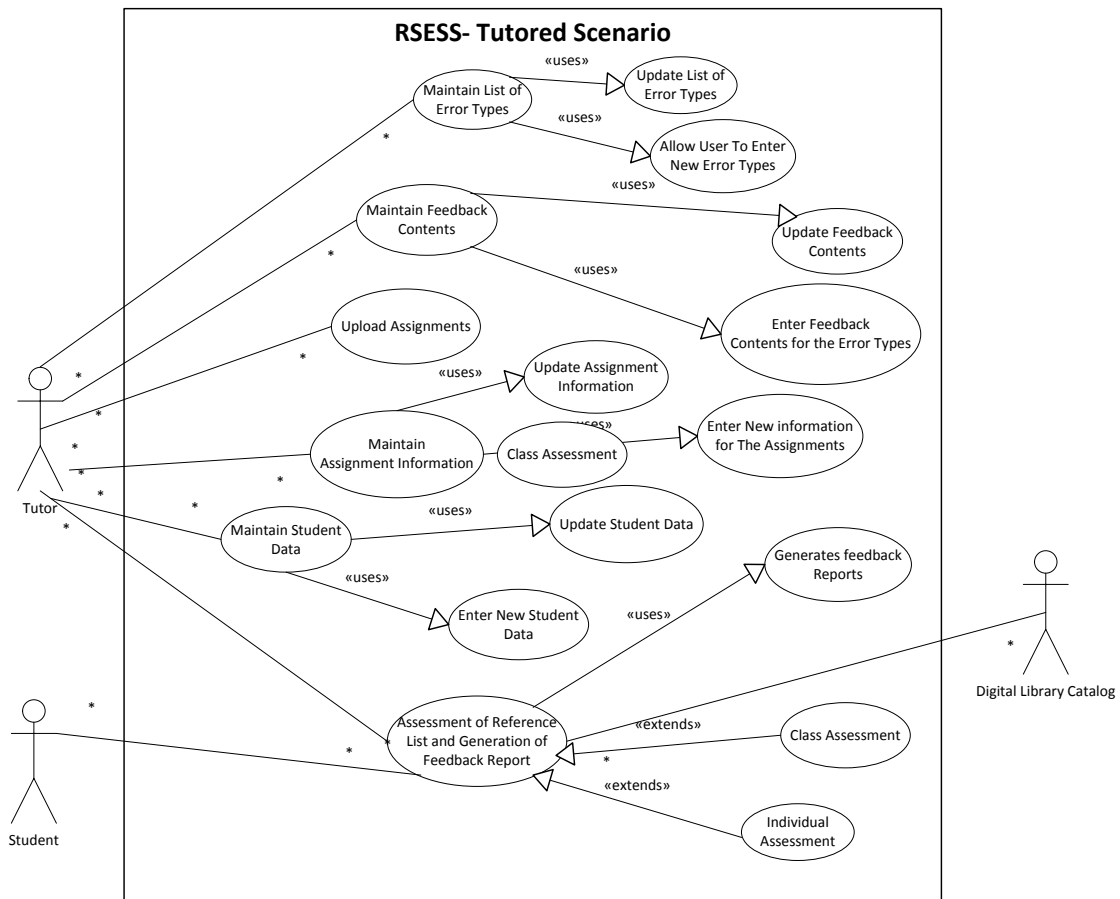 RSESS- Tutored Scenario
«uses»
Update List of
Error Types
Maintain List of
Error Types
«uses»
*
Allow User To Enter
New Error Types
«uses»
Maintain Feedback
Contents
Update Feedback
Contents
*
«uses»
Upload Assignments
Enter Feedback
Contents for the Error Types
*
«uses»
Update Assignment
Information
*
*
«uses»
Enter New information
for The Assignments
Maintain
Assignment Information
Class Assessment
*
*
*
*
Tutor
*
*
«uses»
Update Student Data
Maintain Student
Data
*
Generates feedback
Reports
«uses»
Enter New Student
Data
«uses»
*
Digital Library Catalog
*
Assessment of Reference
List and Generation of
Feedback Report
*
*
«extends»
*
Class Assessment
«extends»
Student
Individual
Assessment